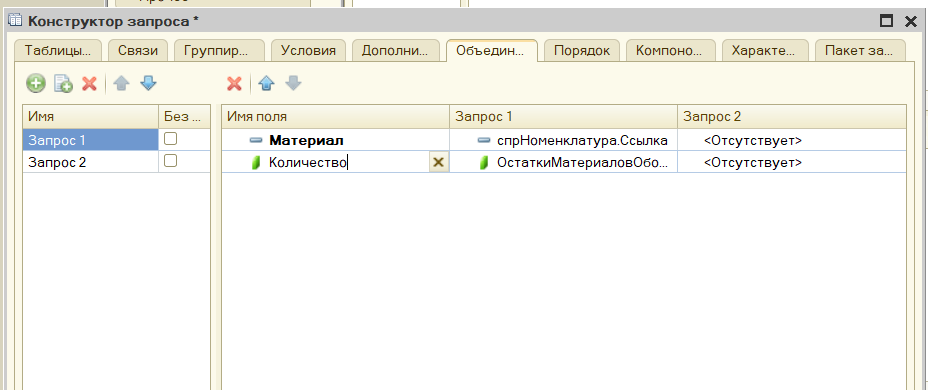 Конструктор запроса *
Таблицы... Связи Группир... Условия Дополни... Объедин... Порядок Компоно... Характе... Пакет за...
Имя Без ... Имя поля Запрос 1 Запрос 2
Запрос 1 Материал спрНоменклатура.Ссылка <Отсутствует>
Запрос 2 Количество ОстаткиМатериаловОбо... <Отсутствует>